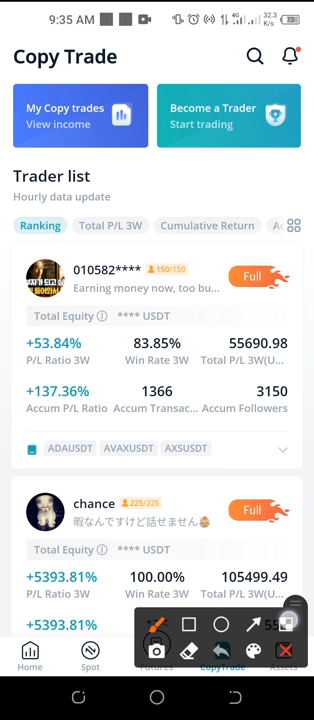 9:35 AM
4G
32.3
K/s
73
Copy Trade
My Copy trades
View income
Become a Trader
Start trading
Trader list
Hourly data update
Ranking
Total P/L 3W
Cumulative Return
010582****
150/150
Full
Earning money now, too bu...
Total Equity
**** USDT
+53.84%
83.85%
55690.98
P/L Ratio 3W
Win Rate 3W
Total P/L 3W(U...
+137.36%
1366
3150
Accum P/L Ratio
Accum Transac...
Accum Followers
ADAUSDT
AVAXUSDT
AXSUSDT
chance
225/225
Full
暇なんですけど話せません👶🏼
Total Equity
**** USDT
+5393.81%
100.00%
105499.49
P/L Ratio 3W
Win Rate 3W
Total P/L 3W(U...
+5393.81%
Home
Spot
Futures
CopyTrade
Assets